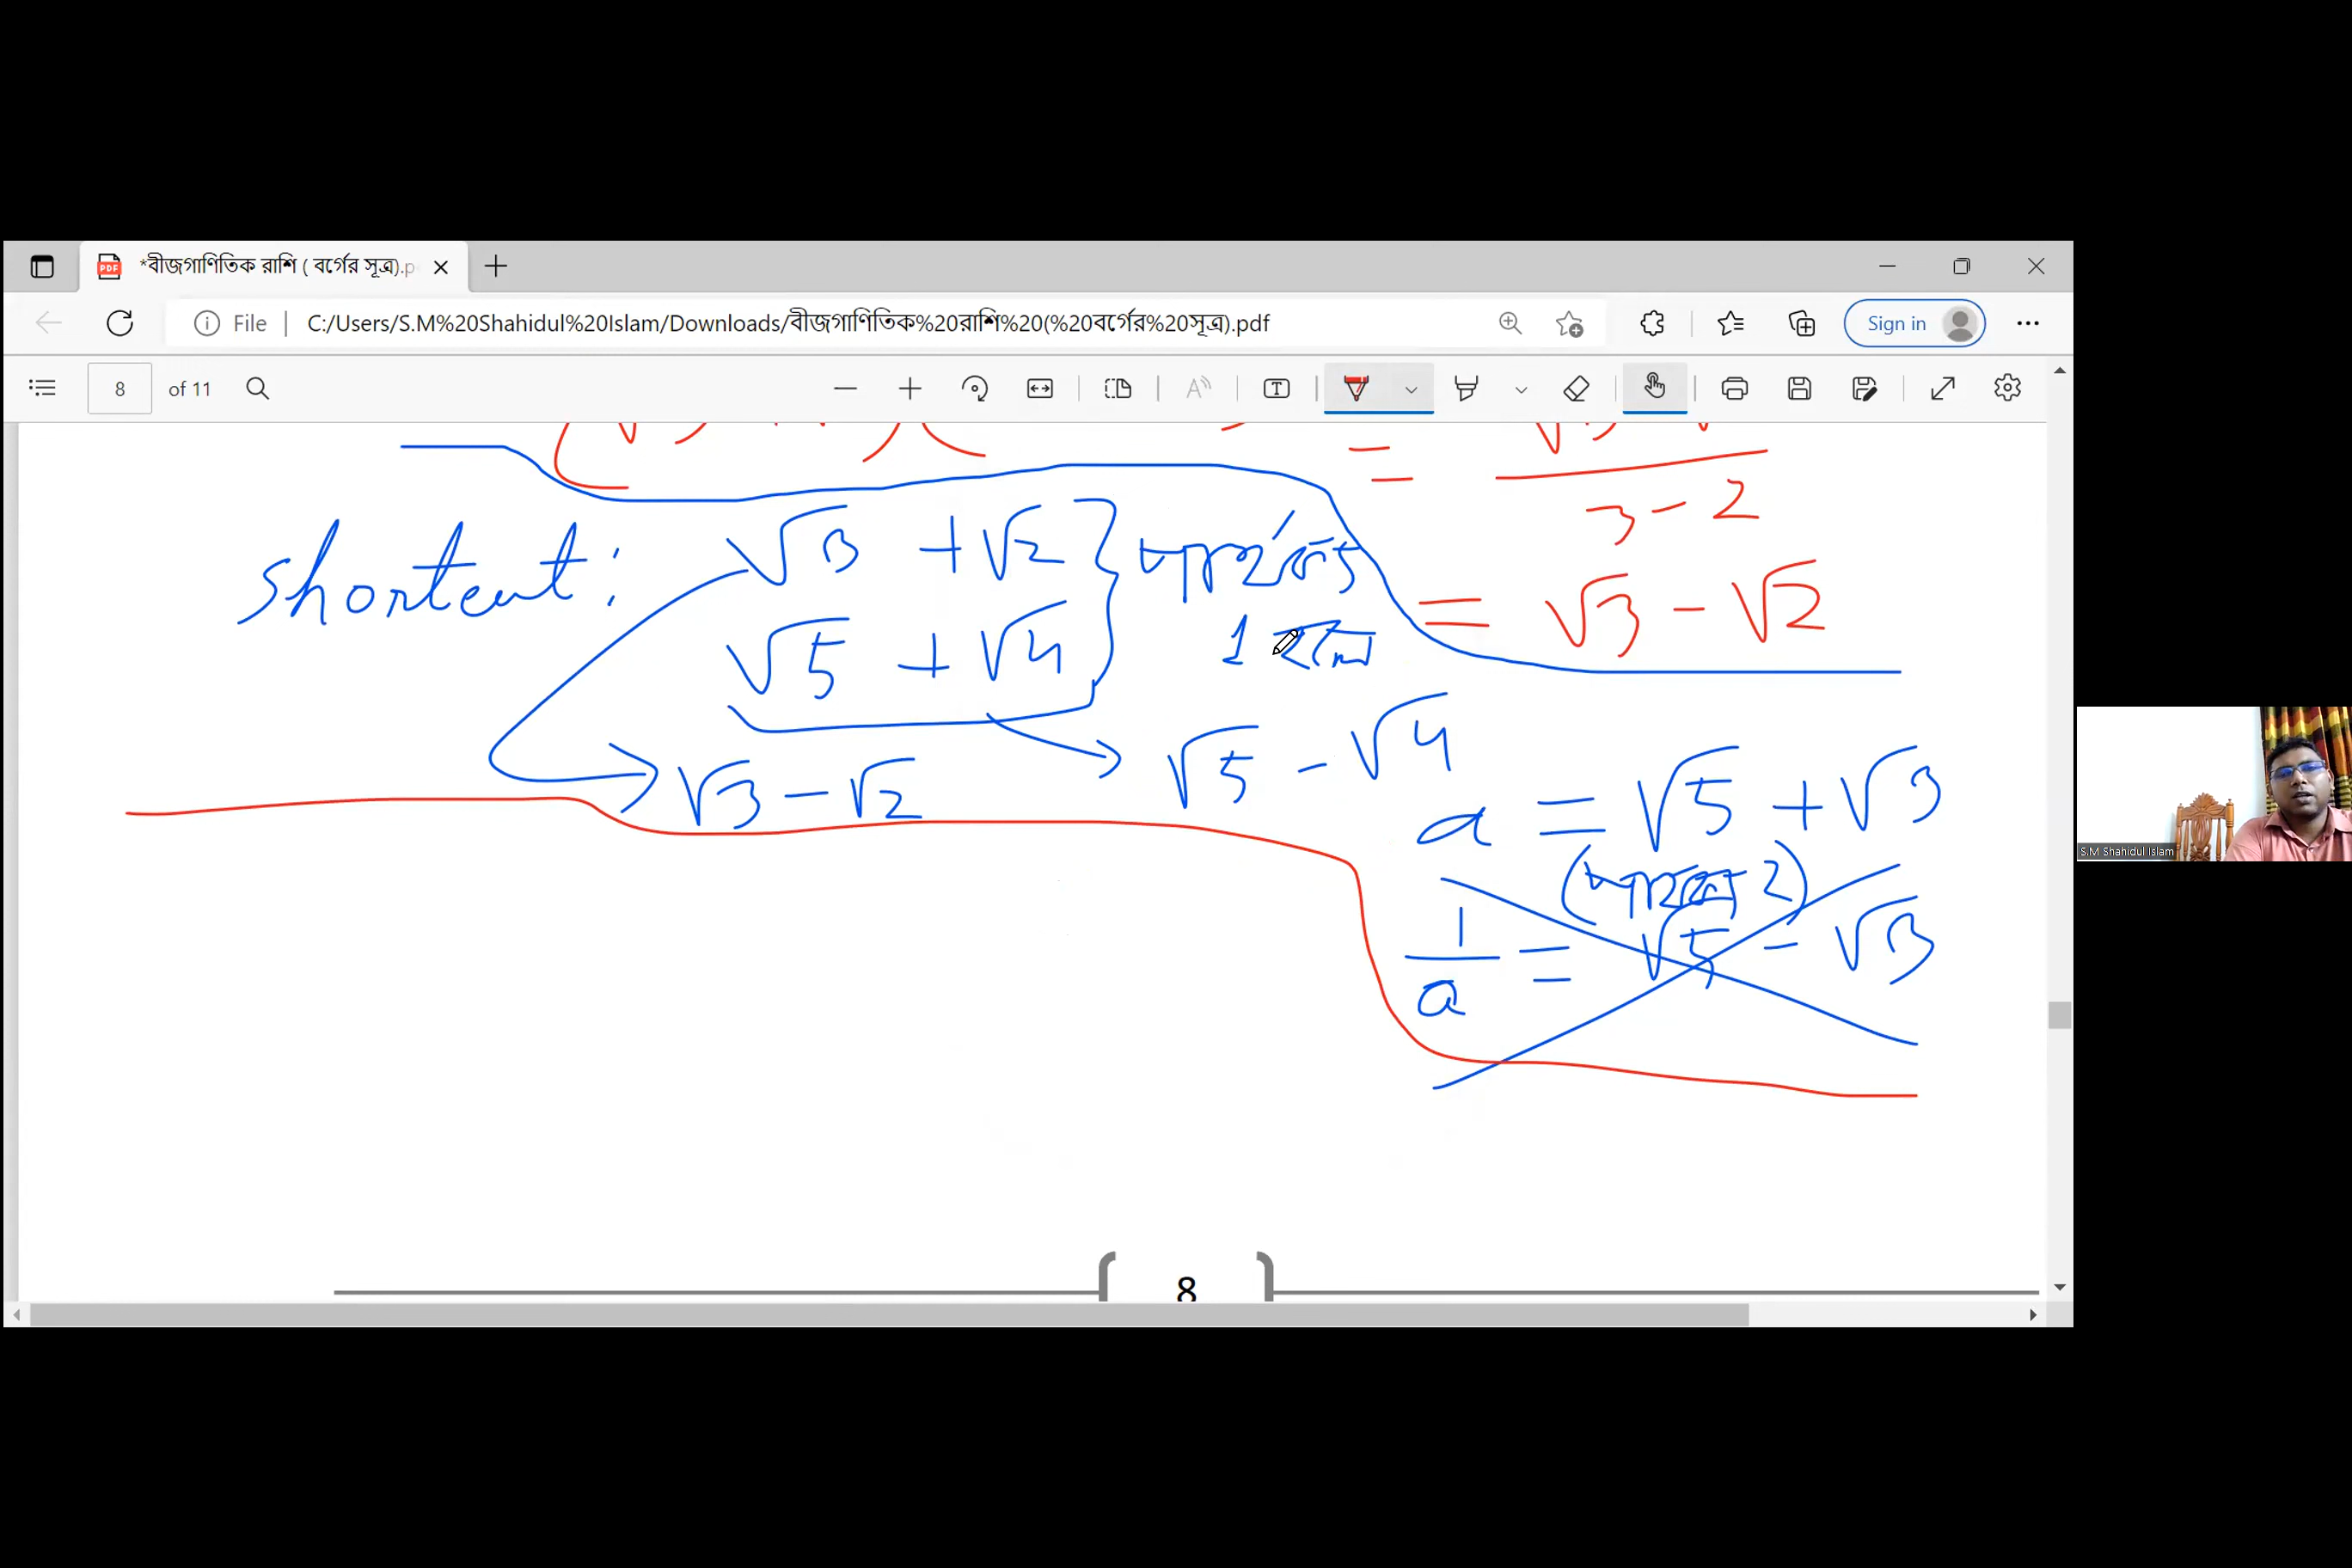 *বীজগাণিতিক রাশি ( বর্গের সূত্র).p
File C:/Users/S.M%20Shahidul%20Islam/Downloads/বীজগাণিতিক%20রাশি%20(%20বর্গের%20সূত্র).pdf
Sign in
8 of 11
=
3 - 2
Shortcut: √3 + √2 } পার্থক্য
= √3 - √2
√5 + √4
1 হলে
√3 - √2
√5 - √4
a = √5 + √3
(পার্থক্য 2)
1/a = √5 - √3
8
S.M Shahidul Islam